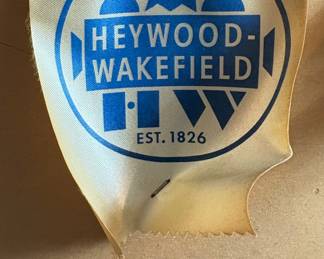 HEYWOOD-
WAKEFIELD
HW
EST. 1826